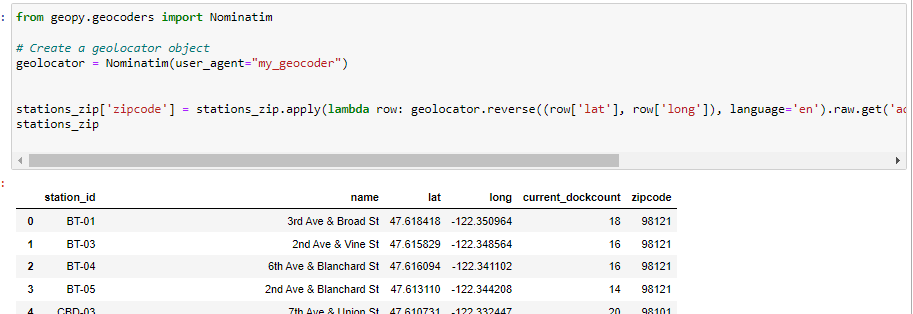 from geopy.geocoders import Nominatim
# Create a geolocator object
geolocator = Nominatim(user_agent="my_geocoder")
stations_zip['zipcode'] = stations_zip.apply(lambda row: geolocator.reverse((row['lat'], row['long']), language='en').raw.get('ad
stations_zip
station_id name lat long current_dockcount zipcode
0 BT-01 3rd Ave & Broad St 47.618418 -122.350964 18 98121
1 BT-03 2nd Ave & Vine St 47.615829 -122.348564 16 98121
2 BT-04 6th Ave & Blanchard St 47.616094 -122.341102 16 98121
3 BT-05 2nd Ave & Blanchard St 47.613110 -122.344208 14 98121
4 CBD-03 7th Ave & Union St 47.610731 -122.332447 20 98101